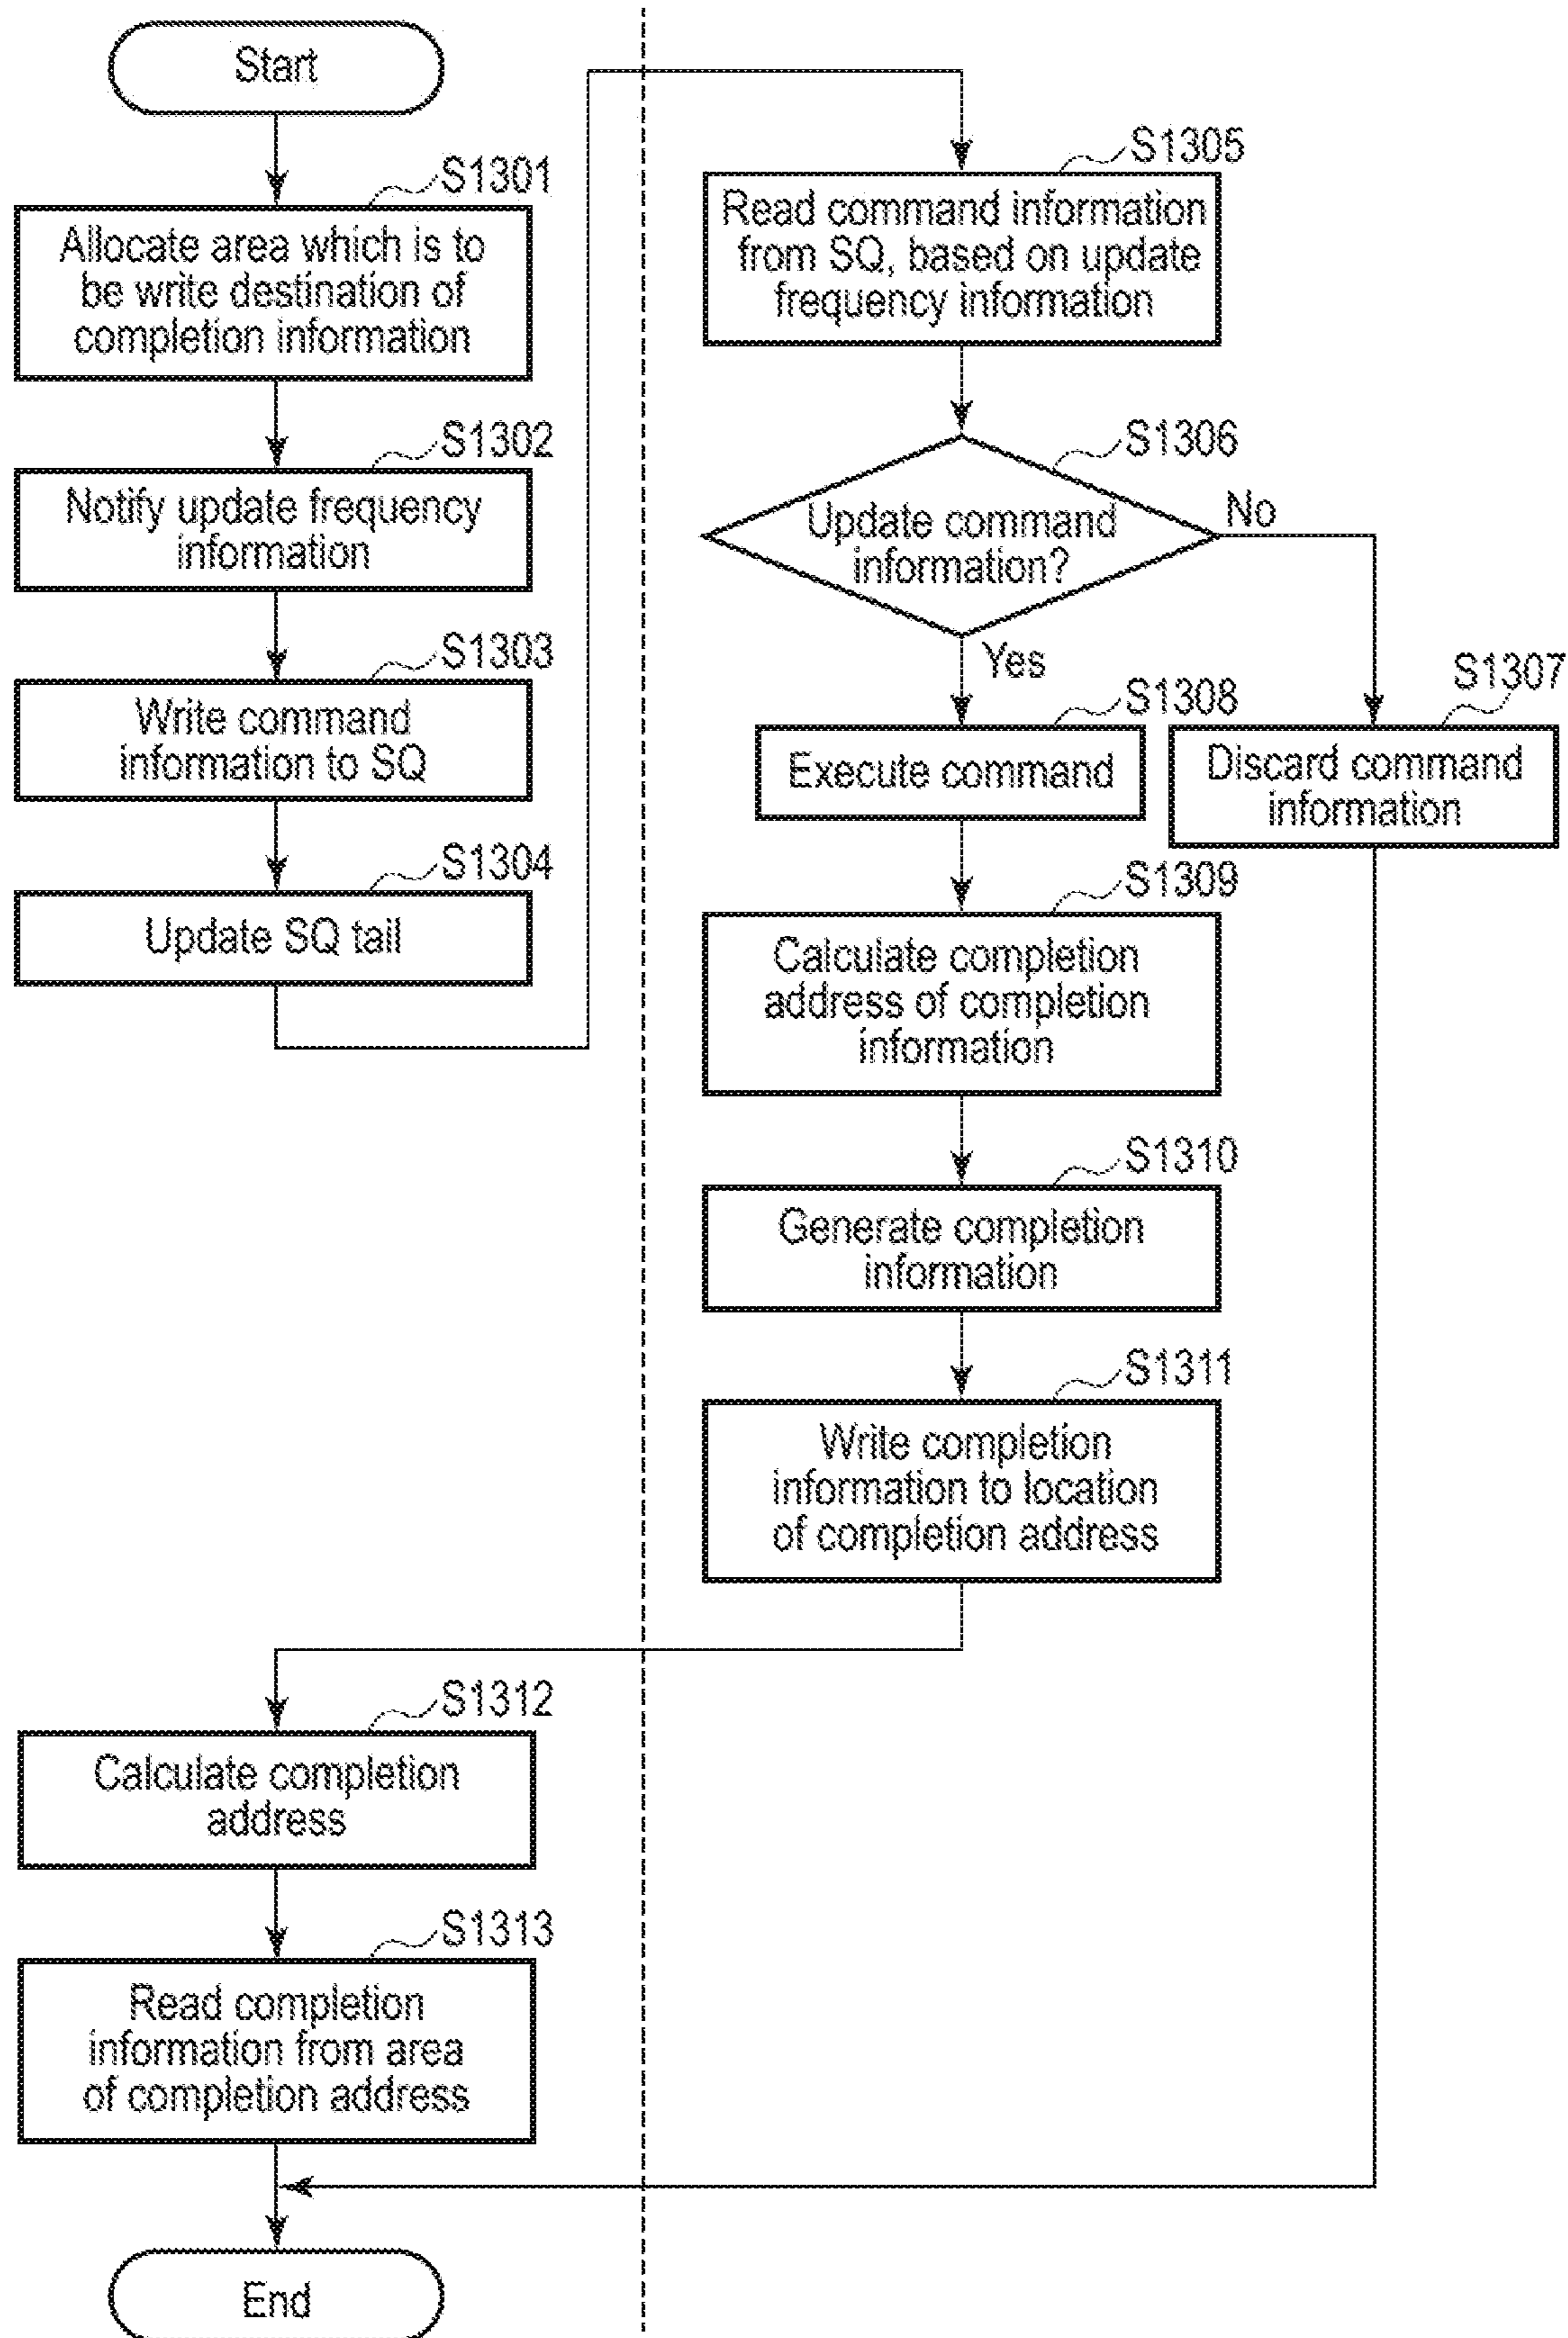 Start
S1301
Allocate area which is to
be write destination of
completion information
S1302
Notify update frequency
information
S1303
Write command
information to SQ
S1304
Update SQ tail
S1305
Read command information
from SQ, based on update
frequency information
S1306
Update command
information?
No
Yes
S1307
Discard command
information
S1308
Execute command
S1309
Calculate completion
address of completion
information
S1310
Generate completion
information
S1311
Write completion
information to location
of completion address
S1312
Calculate completion
address
S1313
Read completion
information from area
of completion address
End